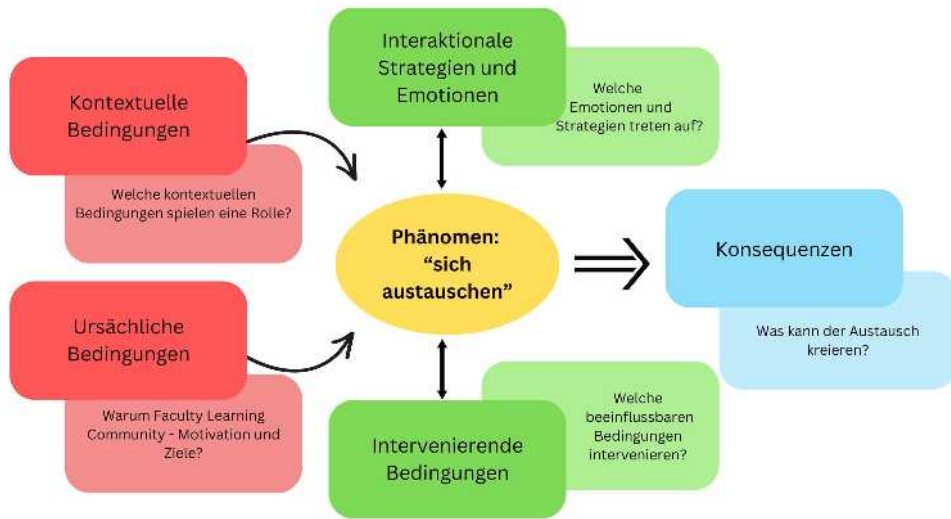 Interaktionale
Strategien und
Emotionen
Welche
Emotionen und
Strategien treten auf?
Kontextuelle
Bedingungen
Welche kontextuellen
Bedingungen spielen eine Rolle?
Phänomen:
“sich
austauschen”
Konsequenzen
Was kann der Austausch
kreieren?
Ursächliche
Bedingungen
Warum Faculty Learning
Community - Motivation und
Ziele?
Intervenierende
Bedingungen
Welche
beeinflussbaren
Bedingungen
intervenieren?